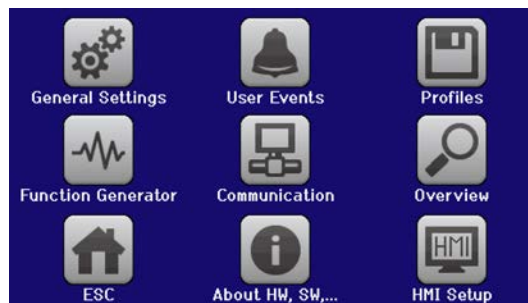 General Settings
User Events
Profiles
Function Generator
Communication
Overview
HMI
ESC
About HW, SW,...
HMI Setup